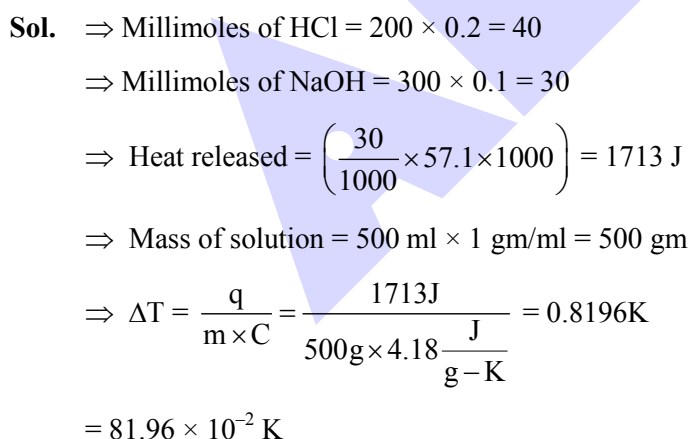 Sol. ⇒ Millimoles of HCl = 200 × 0.2 = 40
⇒ Millimoles of NaOH = 300 × 0.1 = 30
⇒ Heat released = (30/1000 × 57.1 × 1000) = 1713 J
⇒ Mass of solution = 500 ml × 1 gm/ml = 500 gm
⇒ ΔT = q/(m × C) = 1713J/(500g × 4.18 J/(g – K)) = 0.8196K
= 81.96 × 10⁻² K